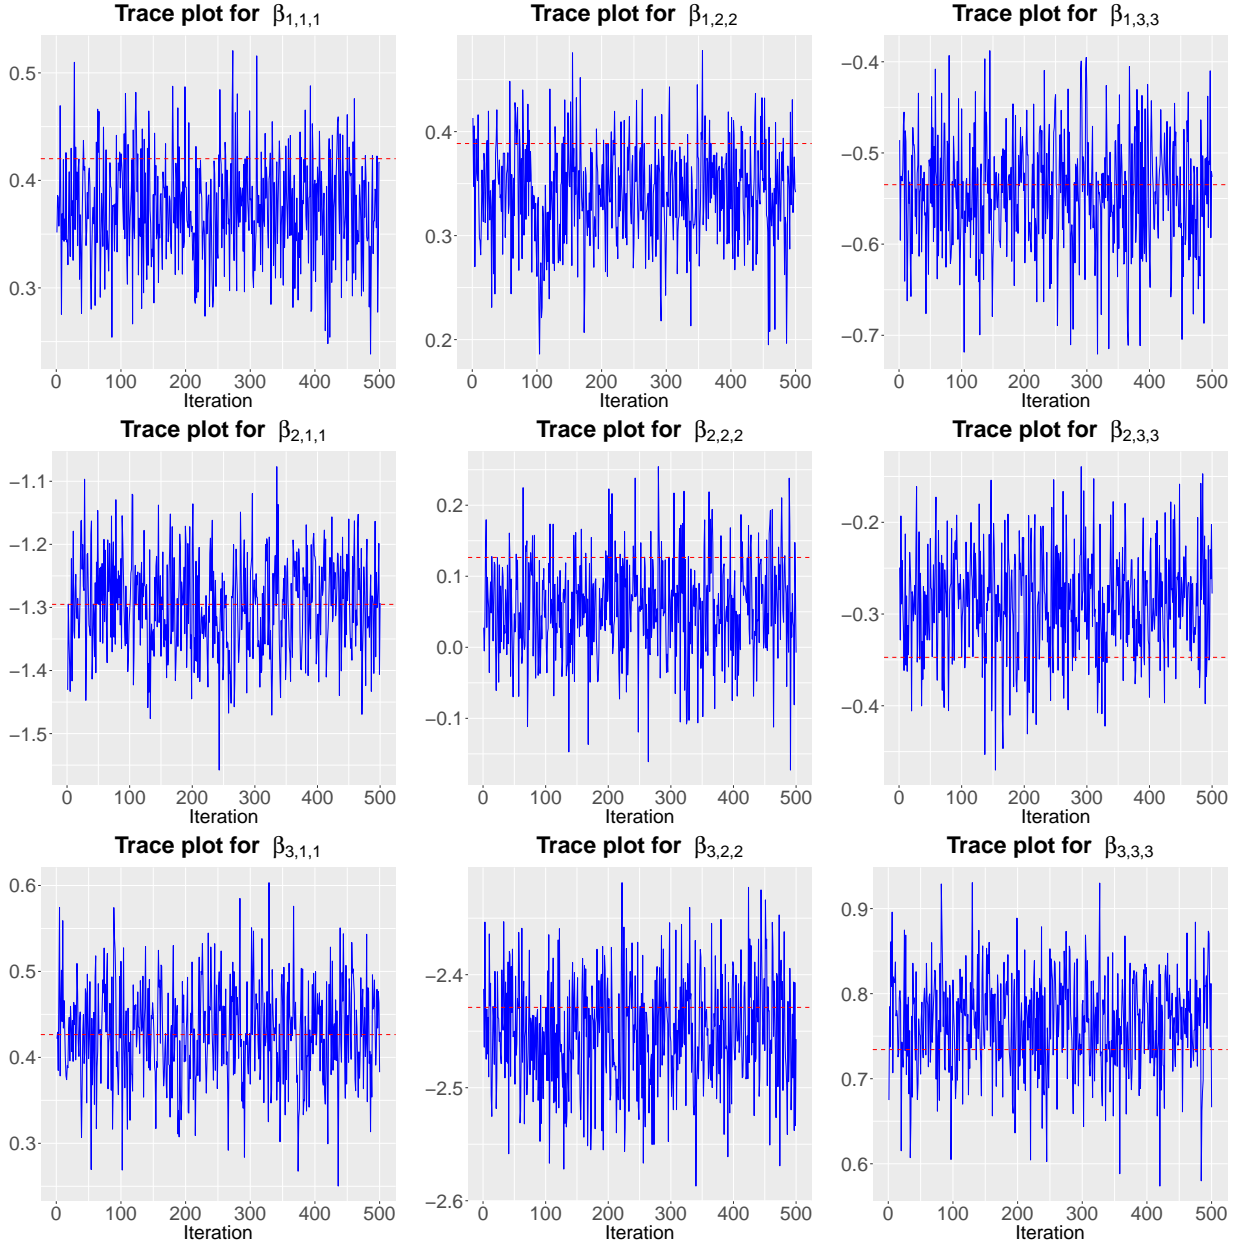 Trace plot for β1,1,1
Trace plot for β1,2,2
Trace plot for β1,3,3
0.5
0.4
0.3
0 100 200 300 400 500
Iteration
0.4
0.3
0.2
0 100 200 300 400 500
Iteration
−0.4
−0.5
−0.6
−0.7
0 100 200 300 400 500
Iteration
Trace plot for β2,1,1
Trace plot for β2,2,2
Trace plot for β2,3,3
−1.1
−1.2
−1.3
−1.4
−1.5
0 100 200 300 400 500
Iteration
0.2
0.1
0.0
−0.1
0 100 200 300 400 500
Iteration
−0.2
−0.3
−0.4
0 100 200 300 400 500
Iteration
Trace plot for β3,1,1
Trace plot for β3,2,2
Trace plot for β3,3,3
0.6
0.5
0.4
0.3
0 100 200 300 400 500
Iteration
−2.4
−2.5
−2.6
0 100 200 300 400 500
Iteration
0.9
0.8
0.7
0.6
0 100 200 300 400 500
Iteration